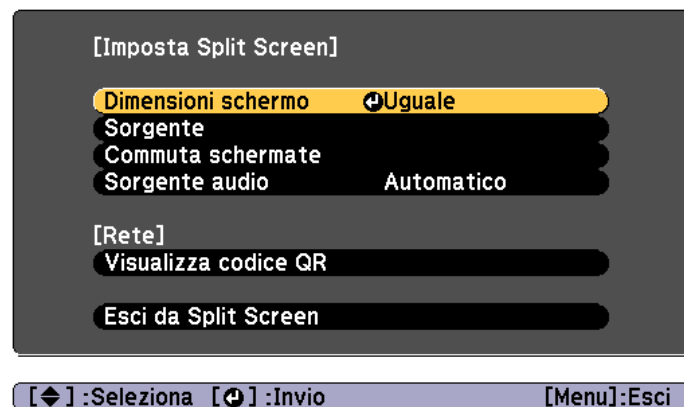 [Imposta Split Screen]
Dimensioni schermo Uguale
Sorgente
Commuta schermate
Sorgente audio Automatico
[Rete]
Visualizza codice QR
Esci da Split Screen
[ ] :Seleziona [ ] :Invio [Menu]:Esci